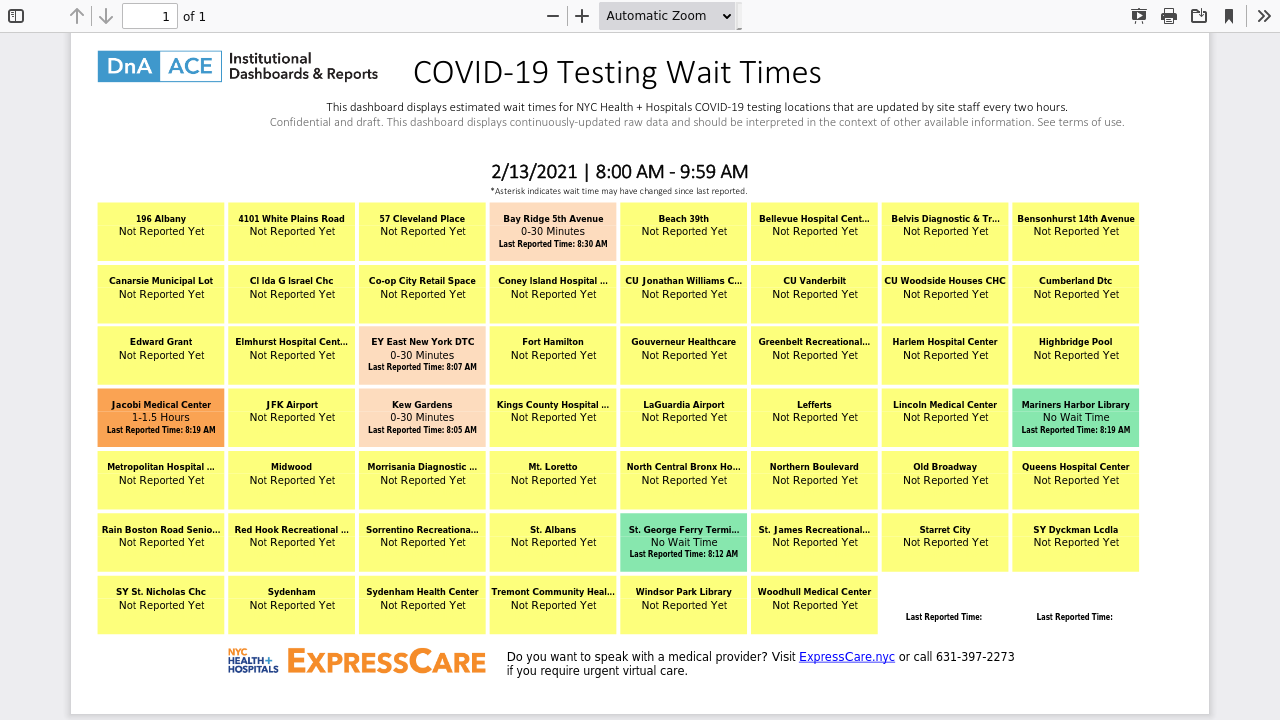 1 of 1
Automatic Zoom
DnA ACE Institutional
Dashboards & Reports
COVID-19 Testing Wait Times
This dashboard displays estimated wait times for NYC Health + Hospitals COVID-19 testing locations that are updated by site staff every two hours.
Confidential and draft. This dashboard displays continuously-updated raw data and should be interpreted in the context of other available information. See terms of use.
2/13/2021 | 8:00 AM - 9:59 AM
*Asterisk indicates wait time may have changed since last reported.
196 Albany
Not Reported Yet
4101 White Plains Road
Not Reported Yet
57 Cleveland Place
Not Reported Yet
Bay Ridge 5th Avenue
0-30 Minutes
Last Reported Time: 8:30 AM
Beach 39th
Not Reported Yet
Bellevue Hospital Cent...
Not Reported Yet
Belvis Diagnostic & Tr...
Not Reported Yet
Bensonhurst 14th Avenue
Not Reported Yet
Canarsie Municipal Lot
Not Reported Yet
CI Ida G Israel Chc
Not Reported Yet
Co-op City Retail Space
Not Reported Yet
Coney Island Hospital ...
Not Reported Yet
CU Jonathan Williams C...
Not Reported Yet
CU Vanderbilt
Not Reported Yet
CU Woodside Houses CHC
Not Reported Yet
Cumberland Dtc
Not Reported Yet
Edward Grant
Not Reported Yet
Elmhurst Hospital Cent...
Not Reported Yet
EY East New York DTC
0-30 Minutes
Last Reported Time: 8:07 AM
Fort Hamilton
Not Reported Yet
Gouverneur Healthcare
Not Reported Yet
Greenbelt Recreational...
Not Reported Yet
Harlem Hospital Center
Not Reported Yet
Highbridge Pool
Not Reported Yet
Jacobi Medical Center
1-1.5 Hours
Last Reported Time: 8:19 AM
JFK Airport
Not Reported Yet
Kew Gardens
0-30 Minutes
Last Reported Time: 8:05 AM
Kings County Hospital ...
Not Reported Yet
LaGuardia Airport
Not Reported Yet
Lefferts
Not Reported Yet
Lincoln Medical Center
Not Reported Yet
Mariners Harbor Library
No Wait Time
Last Reported Time: 8:19 AM
Metropolitan Hospital ...
Not Reported Yet
Midwood
Not Reported Yet
Morrisania Diagnostic ...
Not Reported Yet
Mt. Loretto
Not Reported Yet
North Central Bronx Ho...
Not Reported Yet
Northern Boulevard
Not Reported Yet
Old Broadway
Not Reported Yet
Queens Hospital Center
Not Reported Yet
Rain Boston Road Senio...
Not Reported Yet
Red Hook Recreational ...
Not Reported Yet
Sorrentino Recreationa...
Not Reported Yet
St. Albans
Not Reported Yet
St. George Ferry Termi...
No Wait Time
Last Reported Time: 8:12 AM
St. James Recreational...
Not Reported Yet
Starret City
Not Reported Yet
SY Dyckman Lcdla
Not Reported Yet
SY St. Nicholas Chc
Not Reported Yet
Sydenham
Not Reported Yet
Sydenham Health Center
Not Reported Yet
Tremont Community Heal...
Not Reported Yet
Windsor Park Library
Not Reported Yet
Woodhull Medical Center
Not Reported Yet
Last Reported Time:
Last Reported Time:
NYC
HEALTH+
HOSPITALS
EXPRESSCARE
Do you want to speak with a medical provider? Visit ExpressCare.nyc or call 631-397-2273
if you require urgent virtual care.